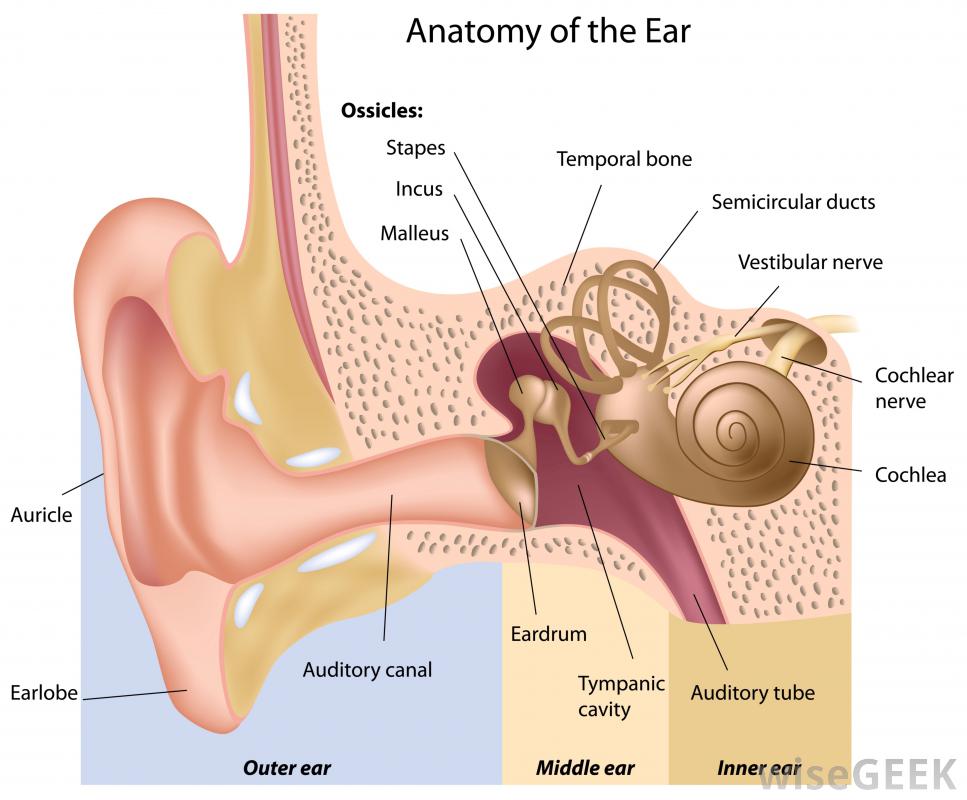 Anatomy of the Ear
Ossicles:
Stapes
Incus
Malleus
Temporal bone
Semicircular ducts
Vestibular nerve
Cochlear
nerve
Cochlea
Auricle
Earlobe
Auditory canal
Eardrum
Tympanic
cavity
Auditory tube
Outer ear
Middle ear
Inner ear
wiseGEEK